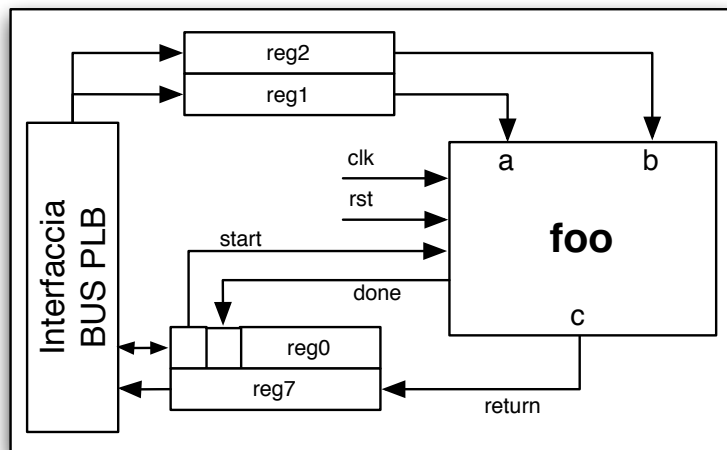 reg2
reg1
a
b
clk
rst
foo
start
Interfaccia
BUS PLB
done
c
reg0
reg7
return